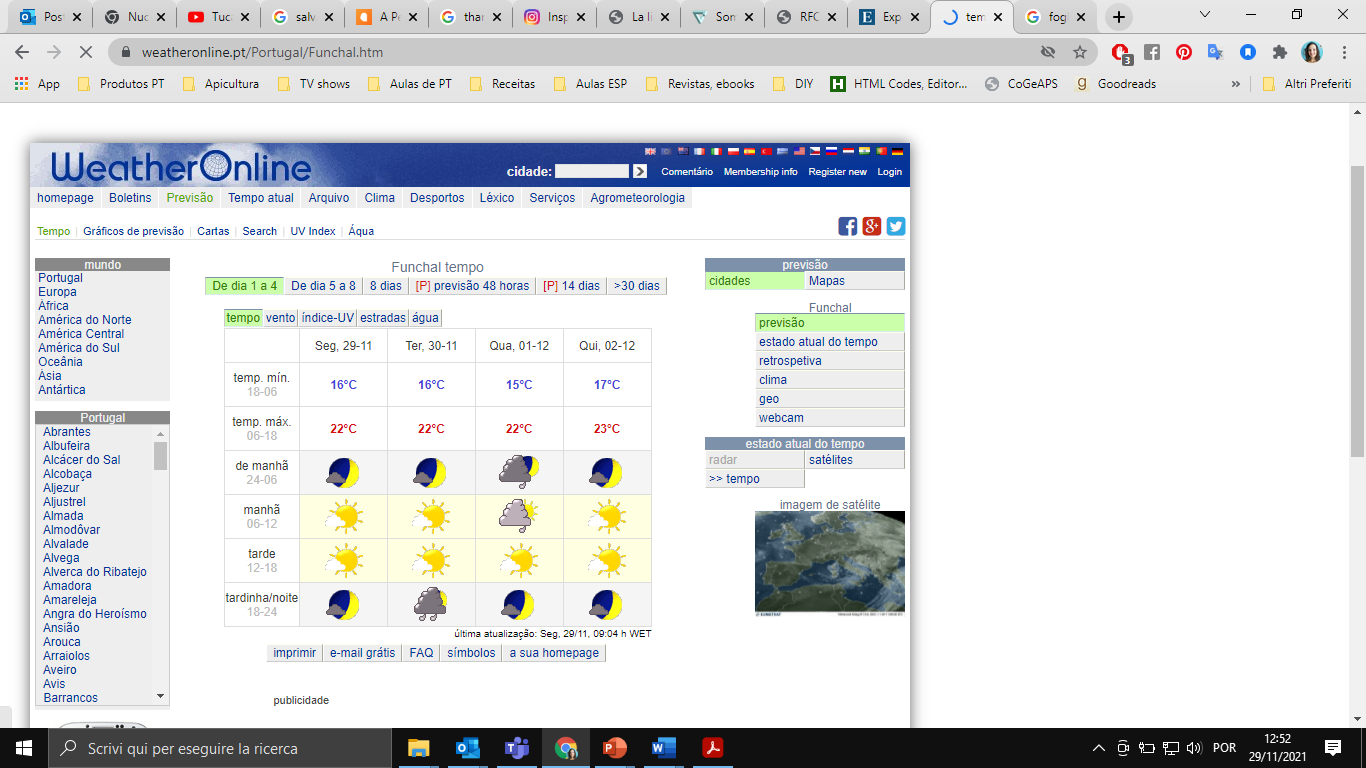 Post
Nuc
Tuca
salv
A Pe
thar
Insp
La li
Son
RFC
Exp
tem
fogl
weatheronline.pt/Portugal/Funchal.htm
3
App Produtos PT Apicultura TV shows Aulas de PT Receitas Aulas ESP Revistas, ebooks DIY HTML Codes, Editor... CoGeAPS Goodreads » Altri Preferiti
WeatherOnline
cidade: Comentário Membership info Register new Login
homepage Boletins Previsão Tempo atual Arquivo Clima Desportos Léxico Serviços Agrometeorologia
Tempo | Gráficos de previsão | Cartas | Search | UV Index | Áqua
mundo
Portugal
Europa
África
América do Norte
América Central
América do Sul
Oceânia
Ásia
Antártica
Portugal
Abrantes
Albufeira
Alcácer do Sal
Alcobaça
Aljezur
Aljustrel
Almada
Almodôvar
Alvalade
Alvega
Alverca do Ribatejo
Amadora
Amareleja
Angra do Heroísmo
Ansião
Arouca
Arraiolos
Aveiro
Avis
Barrancos
Funchal tempo
De dia 1 a 4 De dia 5 a 8 8 dias [P] previsão 48 horas [P] 14 dias >30 dias
tempo vento índice-UV estradas água
Seg, 29-11 Ter, 30-11 Qua, 01-12 Qui, 02-12
temp. mín.
18-06
16°C 16°C 15°C 17°C
temp. máx.
06-18
22°C 22°C 22°C 23°C
de manhã
24-06
manhã
06-12
tarde
12-18
tardinha/noite
18-24
última atualização: Seg, 29/11, 09:04 h WET
imprimir e-mail grátis FAQ símbolos a sua homepage
publicidade
previsão
cidades Mapas
Funchal
previsão
estado atual do tempo
retrospetiva
clima
geo
webcam
estado atual do tempo
radar satélites
>> tempo
imagem de satélite
Scrivi qui per eseguire la ricerca
POR
12:52
29/11/2021